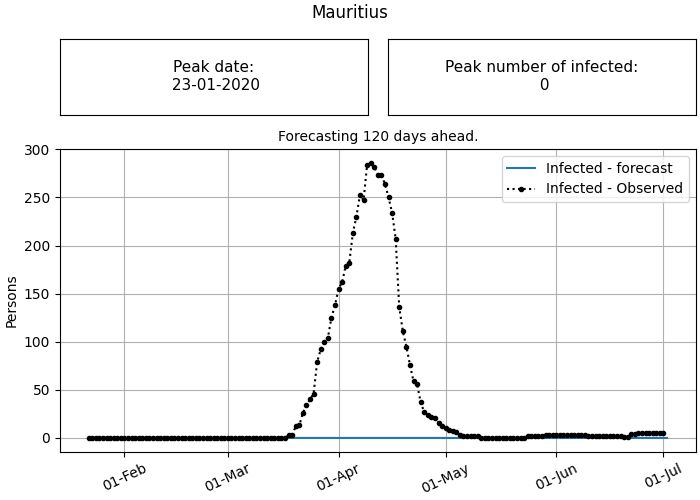 Mauritius
Peak date:
23-01-2020
Peak number of infected:
0
Forecasting 120 days ahead.
Infected - forecast
Infected - Observed
Persons
300
250
200
150
100
50
0
01-Feb
01-Mar
01-Apr
01-May
01-Jun
01-Jul